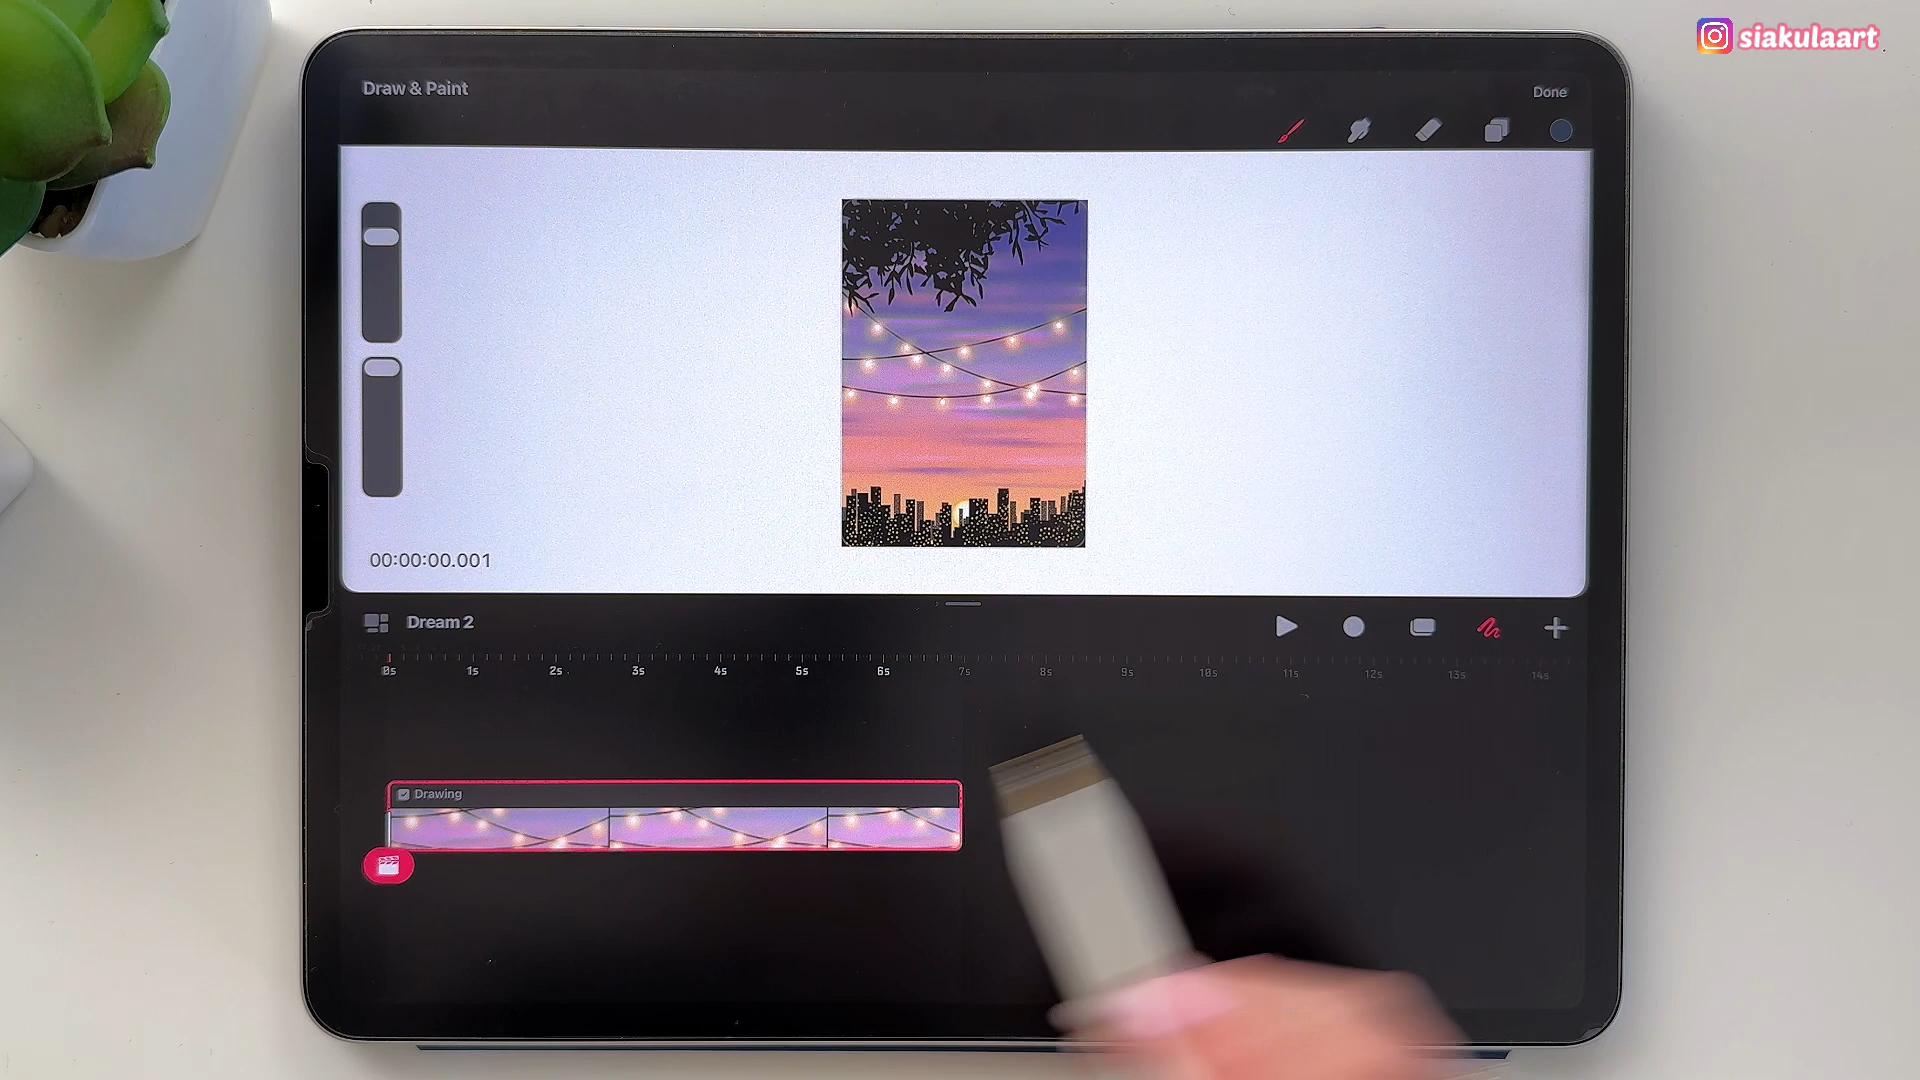 siakulaart
Draw & Paint
Done
00:00:00.001
Dream 2
0s 1s 2s 3s 4s 5s 6s 7s 8s 9s 10s 11s 12s 13s 14s
Drawing